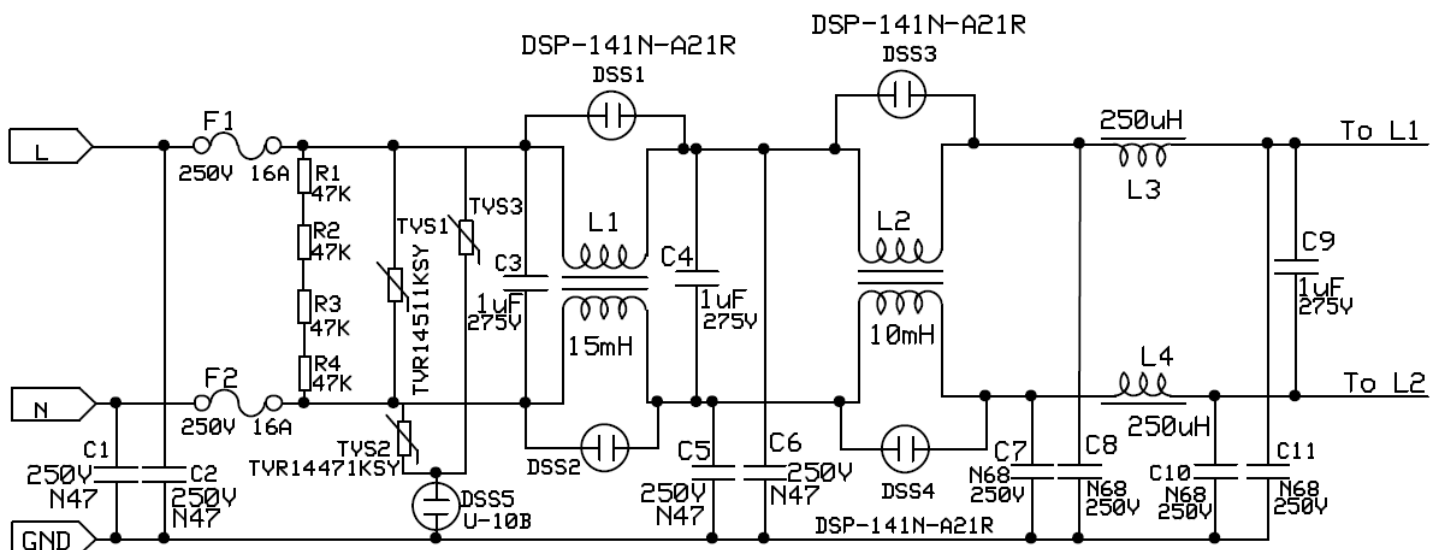 DSP-141N-A21R
DSS3
DSP-141N-A21R
DSS1
L
F1
250V 16A
R1
47K
R2
47K
R3
47K
R4
47K
TVS1
TVR14511KSY
TVS3
C3
1uF
275V
L1
15mH
C4
1uF
275V
L2
10mH
250uH
L3
To L1
C9
1uF
275V
L4
250uH
To L2
N
F2
250V 16A
C1
250V
N47
C2
250V
N47
TVS2
TVR14471KSY
DSS5
U-10B
DSS2
C5
250V
N47
C6
250V
N47
DSS4
DSP-141N-A21R
C7
N68
250V
C8
N68
250V
C10
N68
250V
C11
N68
250V
GND